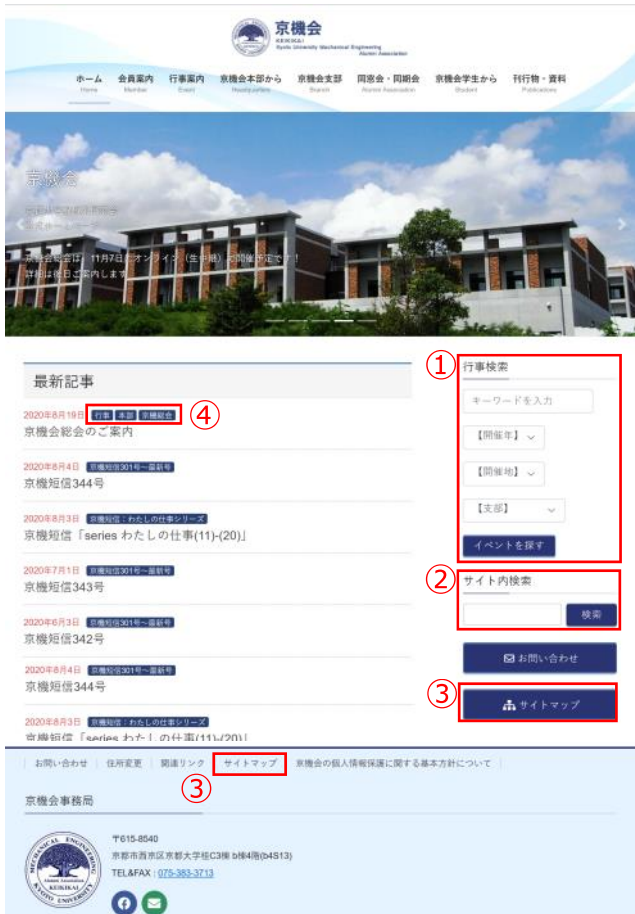 京機会
KEIKIKAI
Kyoto University Mechanical Engineering
Alumni Association
ホーム 会員案内 行事案内 京機会本部から 京機会支部 同窓会・同期会 京機会学生から 刊行物・資料
Home Member Event Headquarters Branch Alumni Association Student Publications
京機会
京機会総会は、11月7日にオンライン(生中継)で開催予定です!
詳細は後日ご案内します
①
行事検索
キーワードを入力
【開催年】
【開催地】
【支部】
イベントを探す
②
サイト内検索
検索
お問い合わせ
③
サイトマップ
最新記事
2020年8月19日 行事 本部 京機総会 ④
京機会総会のご案内
2020年8月4日 京機短信301号~最新号
京機短信344号
2020年8月3日 京機短信:わたしの仕事シリーズ
京機短信「series わたしの仕事(11)-(20)」
2020年7月1日 京機短信301号~最新号
京機短信343号
2020年6月3日 京機短信301号~最新号
京機短信342号
2020年8月4日 京機短信301号~最新号
京機短信344号
2020年8月3日 京機短信:わたしの仕事シリーズ
京機短信「series わたしの仕事(11)-(20)」
お問い合わせ 住所変更 関連リンク サイトマップ 京機会の個人情報保護に関する基本方針について
③
京機会事務局
MECHANICAL ENGINEERING
KEIKIKAI
KYOTO UNIVERSITY
〒615-8540
京都市西京区京都大学桂C3棟 b棟4階(b4S13)
TEL&FAX : 075-383-3713